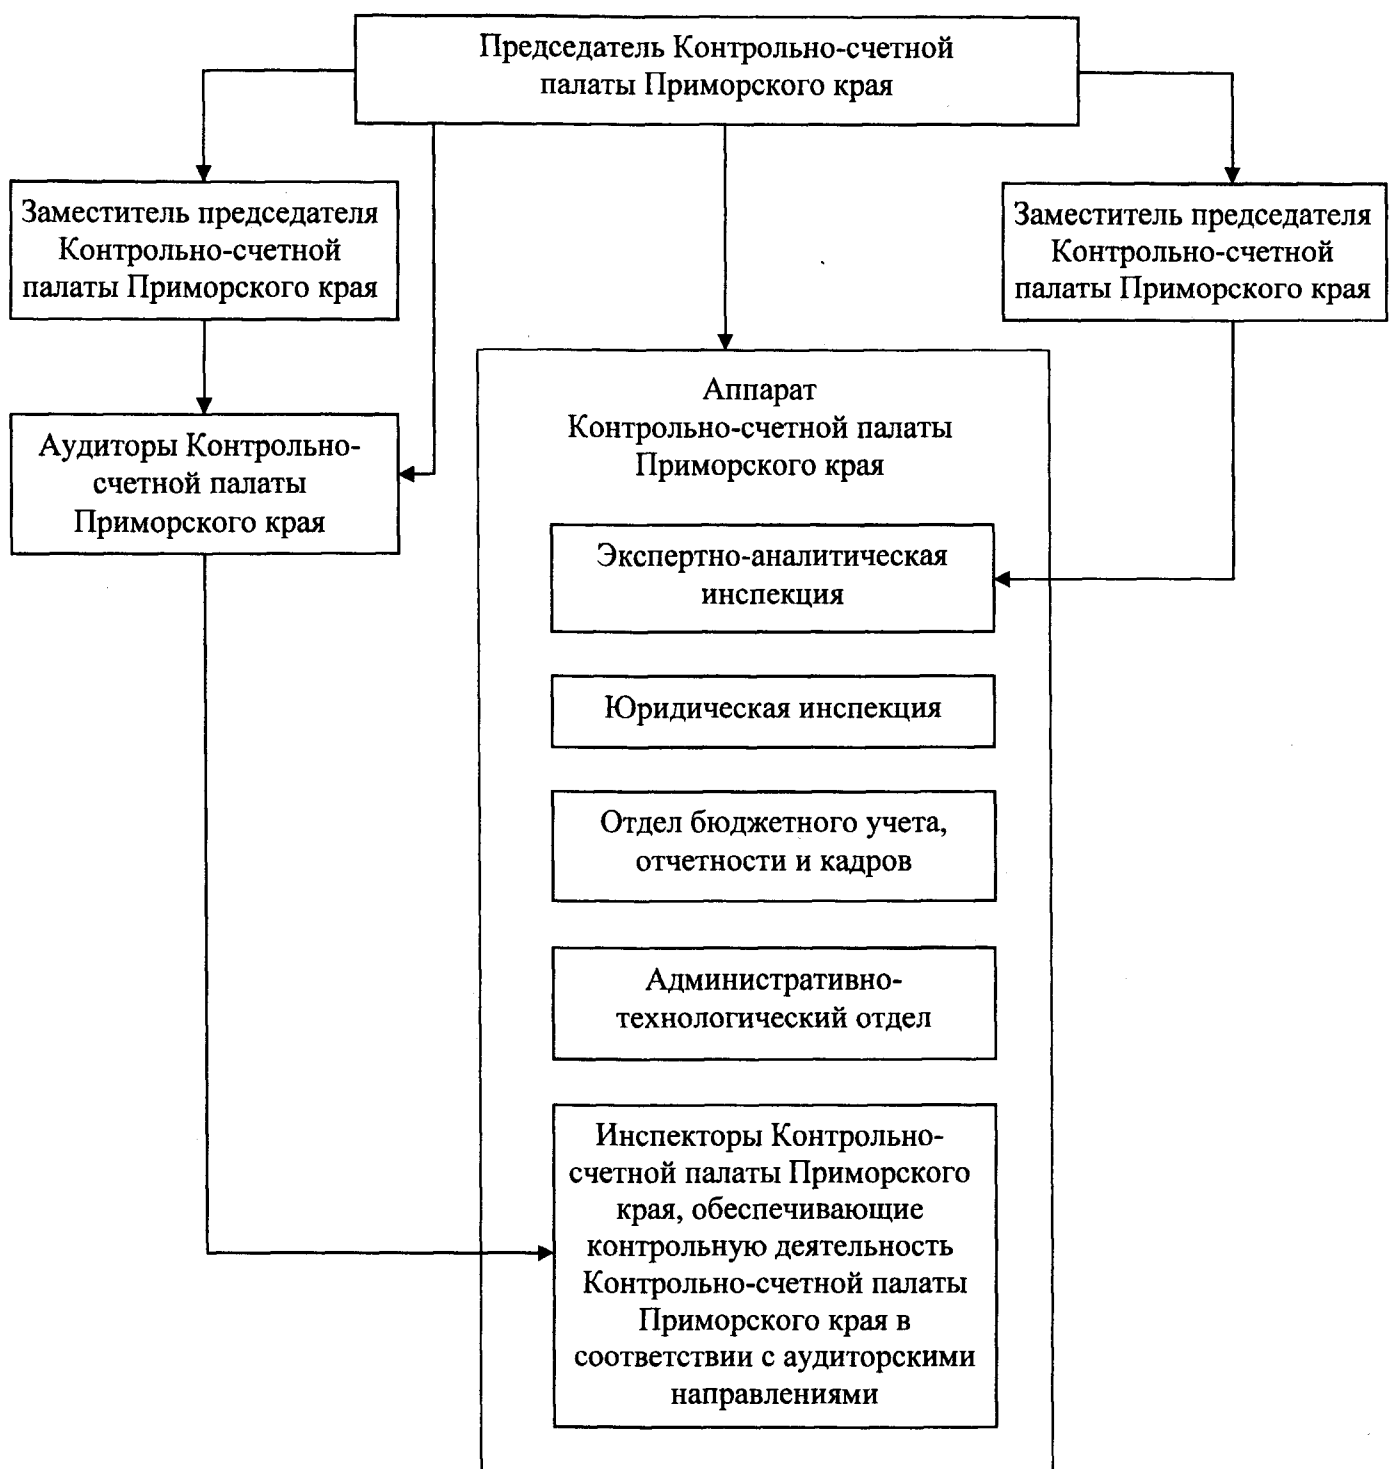 Председатель Контрольно-счетной
палаты Приморского края
Заместитель председателя
Контрольно-счетной
палаты Приморского края
Заместитель председателя
Контрольно-счетной
палаты Приморского края
Аудиторы Контрольно-
счетной палаты
Приморского края
Аппарат
Контрольно-счетной палаты
Приморского края
Экспертно-аналитическая
инспекция
Юридическая инспекция
Отдел бюджетного учета,
отчетности и кадров
Административно-
технологический отдел
Инспекторы Контрольно-
счетной палаты Приморского
края, обеспечивающие
контрольную деятельность
Контрольно-счетной палаты
Приморского края в
соответствии с аудиторскими
направлениями